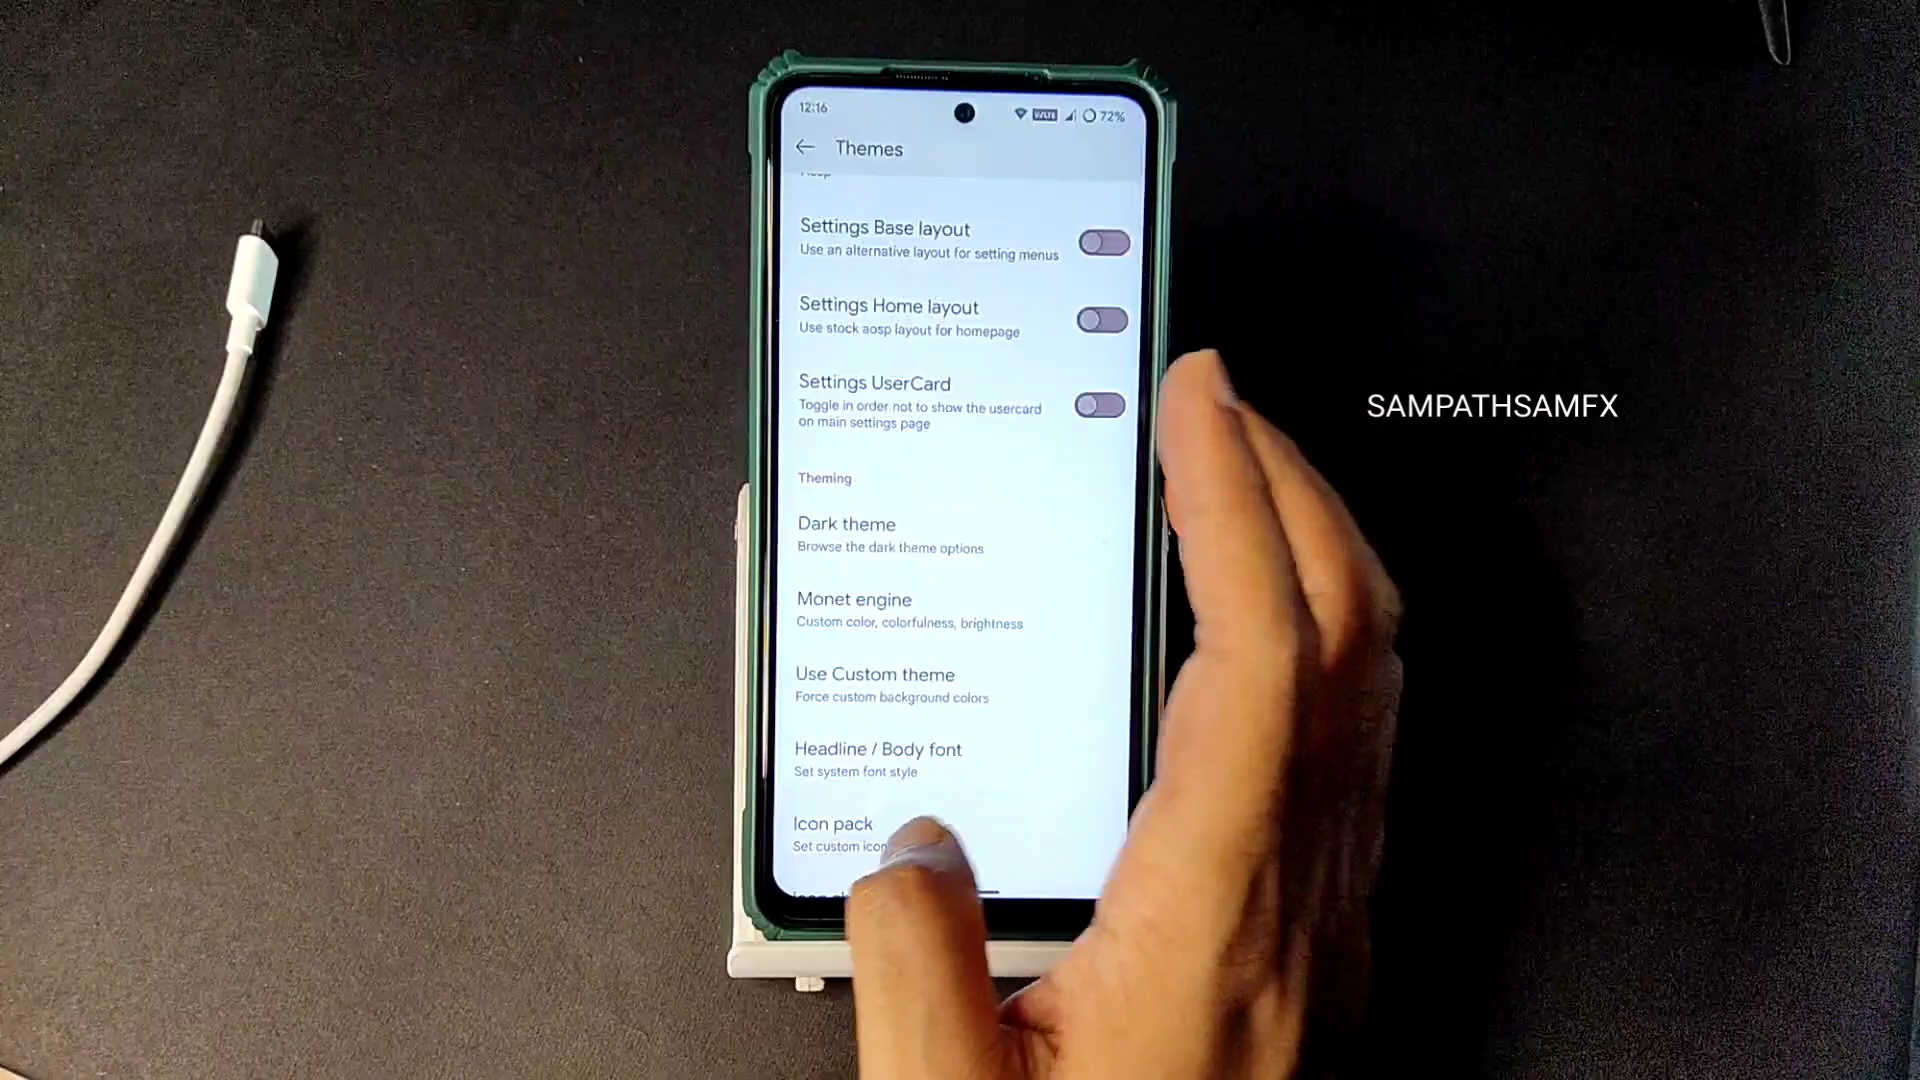 12:16
72%
Themes
Settings Base layout
Use an alternative layout for setting menus
Settings Home layout
Use stock aosp layout for homepage
Settings UserCard
Toggle in order not to show the usercard
on main settings page
SAMPATHSAMFX
Theming
Dark theme
Browse the dark theme options
Monet engine
Custom color, colorfulness, brightness
Use Custom theme
Force custom background colors
Headline / Body font
Set system font style
Icon pack
Set custom icon